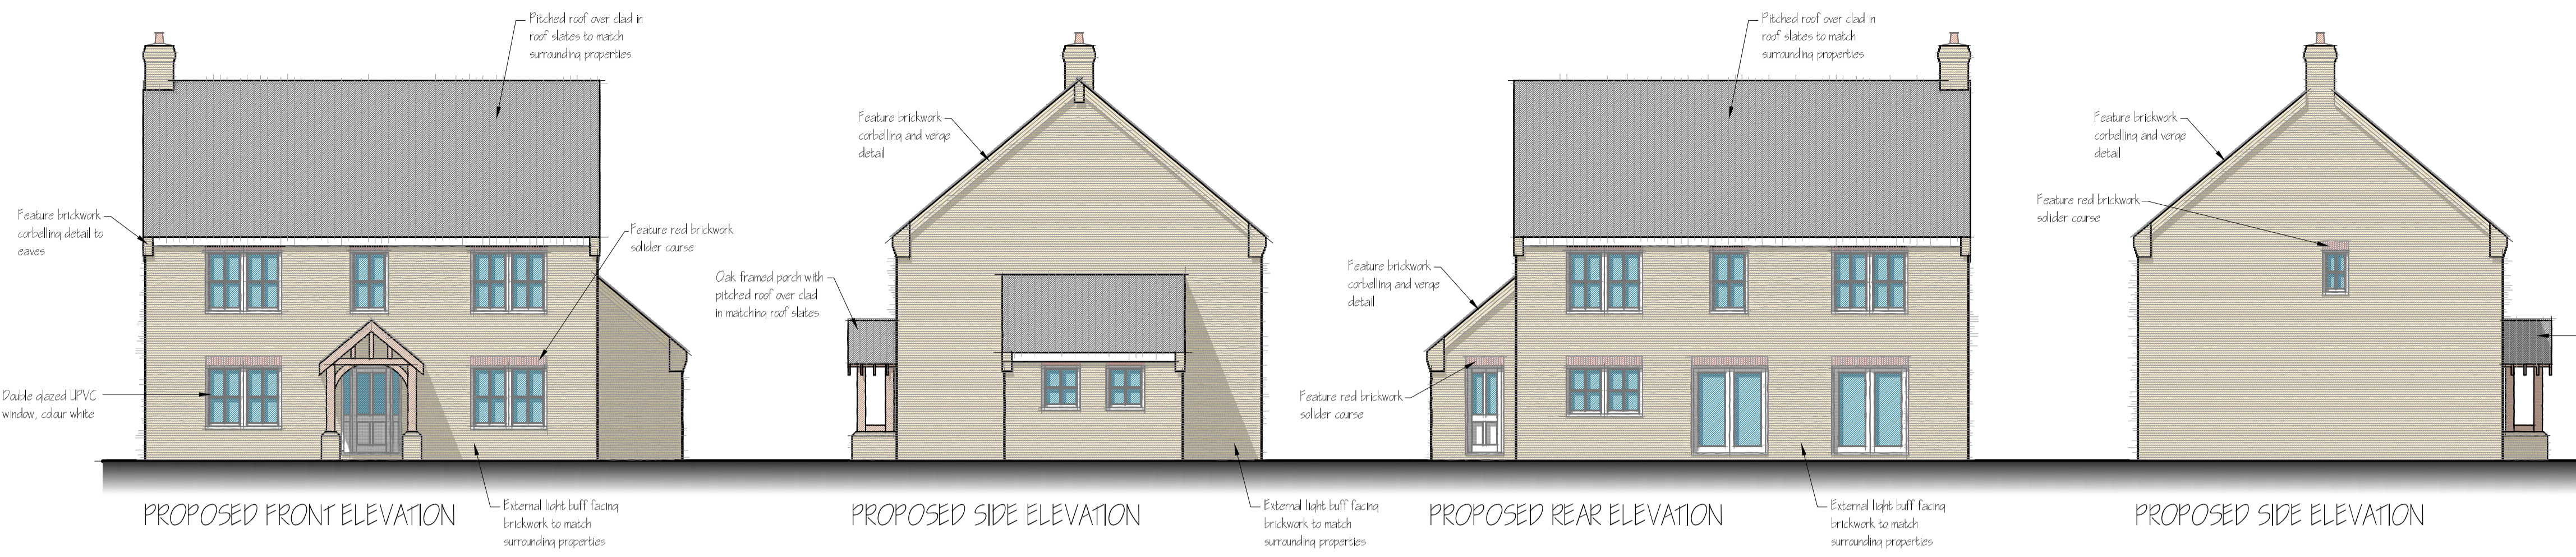 Pitched roof over clad in
roof slates to match
surrounding properties
Feature brickwork
corbelling detail to
eaves
Feature red brickwork
solider course
Double glazed UPVC
window, colour white
External light buff facing
brickwork to match
surrounding properties
PROPOSED FRONT ELEVATION
Feature brickwork
corbelling and verge
detail
Oak framed porch with
pitched roof over clad
in matching roof slates
External light buff facing
brickwork to match
surrounding properties
PROPOSED SIDE ELEVATION
Pitched roof over clad in
roof slates to match
surrounding properties
Feature brickwork
corbelling and verge
detail
Feature red brickwork
solider course
External light buff facing
brickwork to match
surrounding properties
PROPOSED REAR ELEVATION
Feature brickwork
corbelling and verge
detail
Feature red brickwork
solider course
PROPOSED SIDE ELEVATION